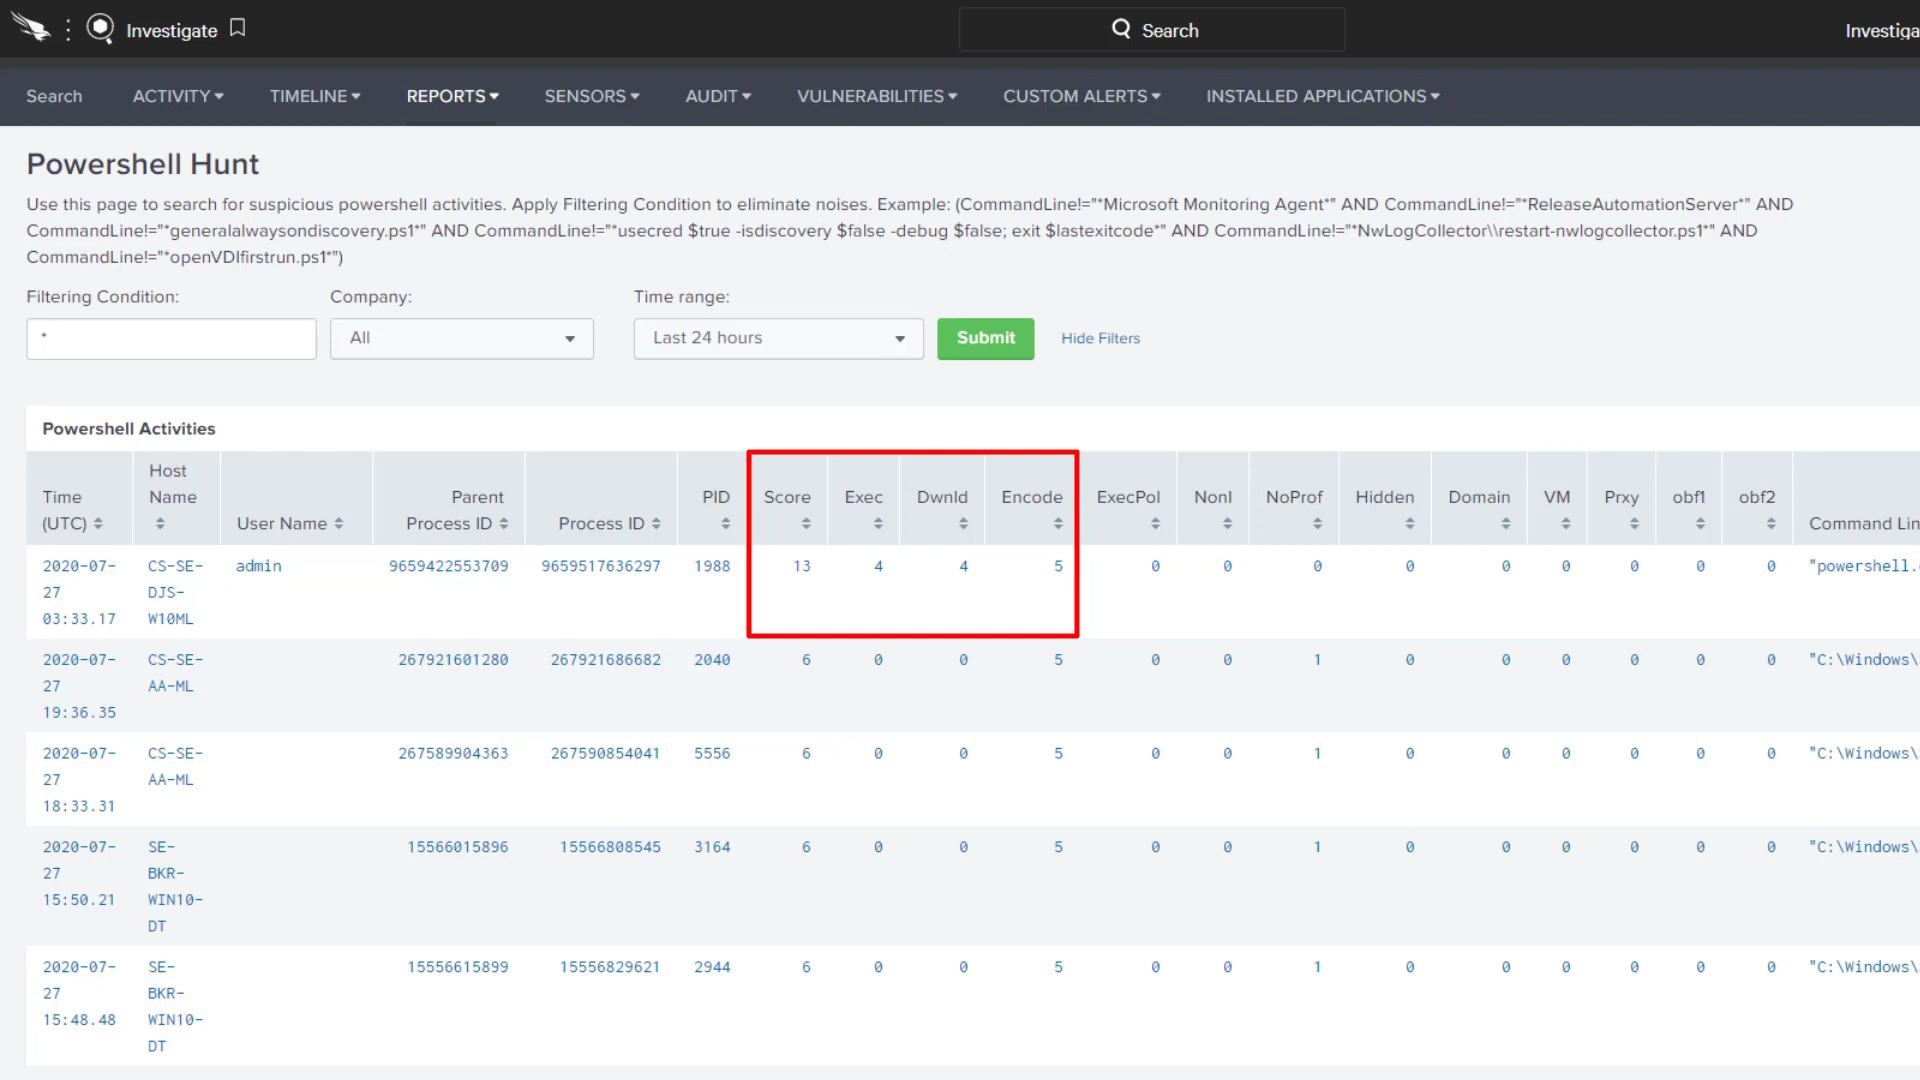 Investigate
Search
Investiga
Search ACTIVITY TIMELINE REPORTS SENSORS AUDIT VULNERABILITIES CUSTOM ALERTS INSTALLED APPLICATIONS
Powershell Hunt
Use this page to search for suspicious powershell activities. Apply Filtering Condition to eliminate noises. Example: (CommandLine!="*Microsoft Monitoring Agent*" AND CommandLine!="*ReleaseAutomationServer*" AND
CommandLine!="*generalalwaysondiscovery.ps1*" AND CommandLine!="*usecred $true -isdiscovery $false -debug $false; exit $lastexitcode*" AND CommandLine!="*NwLogCollector\\restart-nwlogcollector.ps1*" AND
CommandLine!="*openVDIfirstrun.ps1*")
Filtering Condition: Company: Time range:
* All Last 24 hours Submit Hide Filters
Powershell Activities
Host
Time Name Parent PID Score Exec Dwnld Encode ExecPol NonI NoProf Hidden Domain VM Prxy obf1 obf2
(UTC) User Name Process ID Process ID Command Lin
2020-07- CS-SE- admin 9659422553709 9659517636297 1988 13 4 4 5 0 0 0 0 0 0 0 0 0 "powershell.
27 DJS-
03:33.17 W10ML
2020-07- CS-SE- 267921601280 267921686682 2040 6 0 0 5 0 0 1 0 0 0 0 0 0 "C:\Windows\
27 AA-ML
19:36.35
2020-07- CS-SE- 267589904363 267590854041 5556 6 0 0 5 0 0 1 0 0 0 0 0 0 "C:\Windows\
27 AA-ML
18:33.31
2020-07- SE- 15566015896 15566808545 3164 6 0 0 5 0 0 1 0 0 0 0 0 0 "C:\Windows\
27 BKR-
15:50.21 WIN10-
DT
2020-07- SE- 15556615899 15556829621 2944 6 0 0 5 0 0 1 0 0 0 0 0 0 "C:\Windows\
27 BKR-
15:48.48 WIN10-
DT